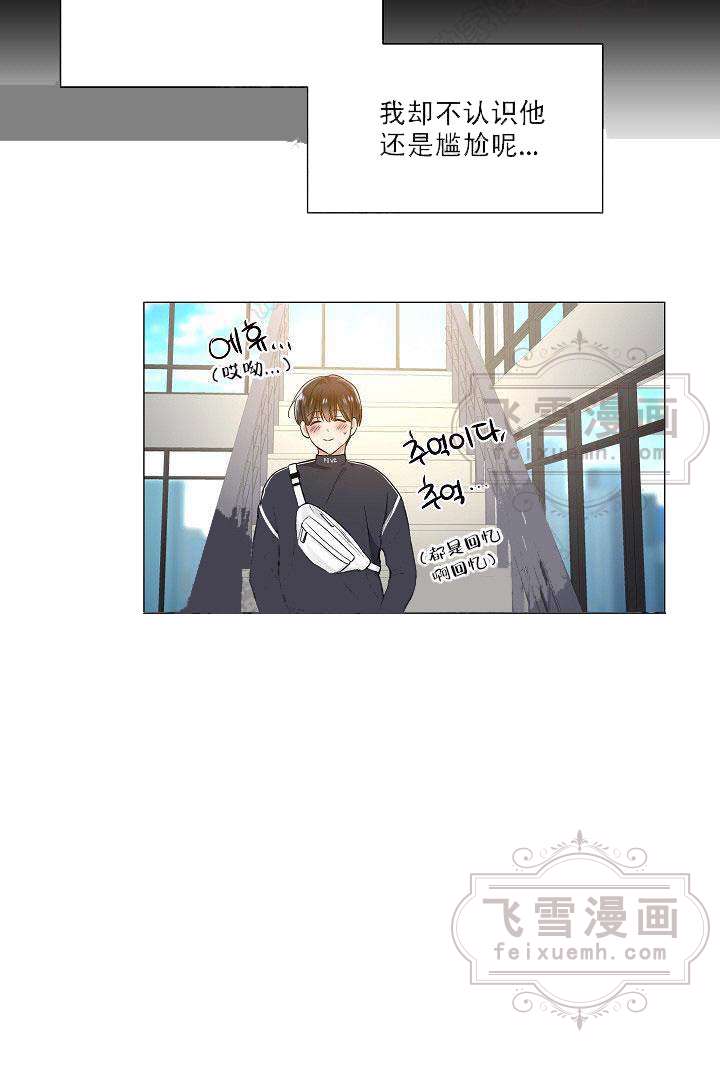 我却不认识他
还是尴尬呢...
에휴...
(哎呦...)
FIVE
추억이다
추억...
(都是回忆
啊回忆)
飞雪漫画
feixuemh.com
飞雪漫画
feixuemh.com